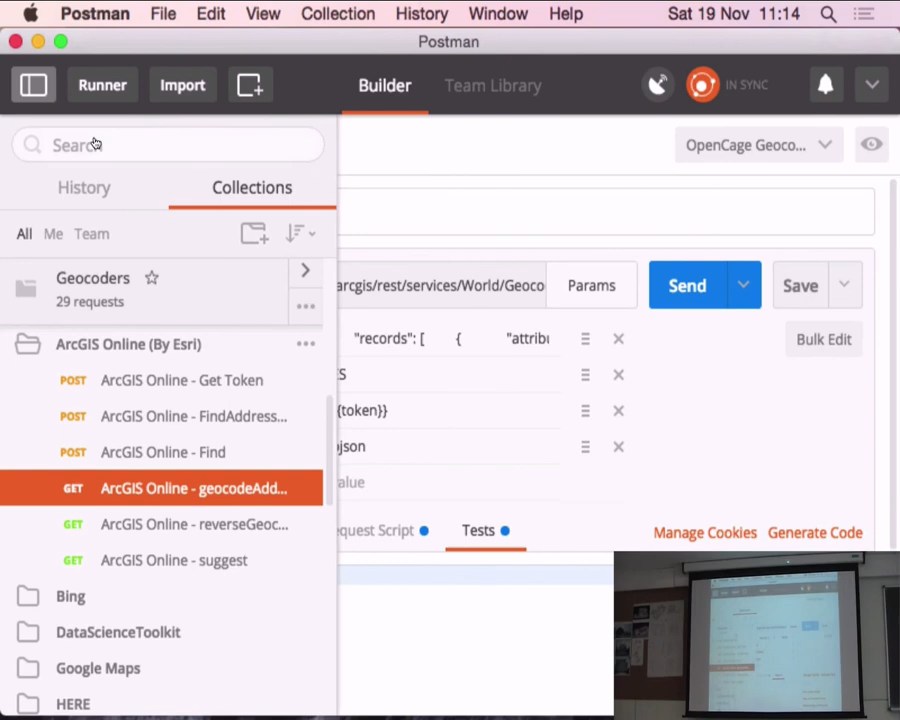 Postman File Edit View Collection History Window Help Sat 19 Nov 11:14
Postman
Runner Import Builder Team Library IN SYNC
Search
OpenCage Geoco...
History Collections
All Me Team
Geocoders
29 requests
arcgis/rest/services/World/Geoco Params Send Save
"records": [ { "attribu
Bulk Edit
ArcGIS Online (By Esri)
POST ArcGIS Online - Get Token
{token}}
POST ArcGIS Online - FindAddress...
POST ArcGIS Online - Find
json
GET ArcGIS Online - geocodeAdd...
alue
GET ArcGIS Online - reverseGeoc...
equest Script Tests Manage Cookies Generate Code
GET ArcGIS Online - suggest
Bing
DataScienceToolkit
Google Maps
HERE